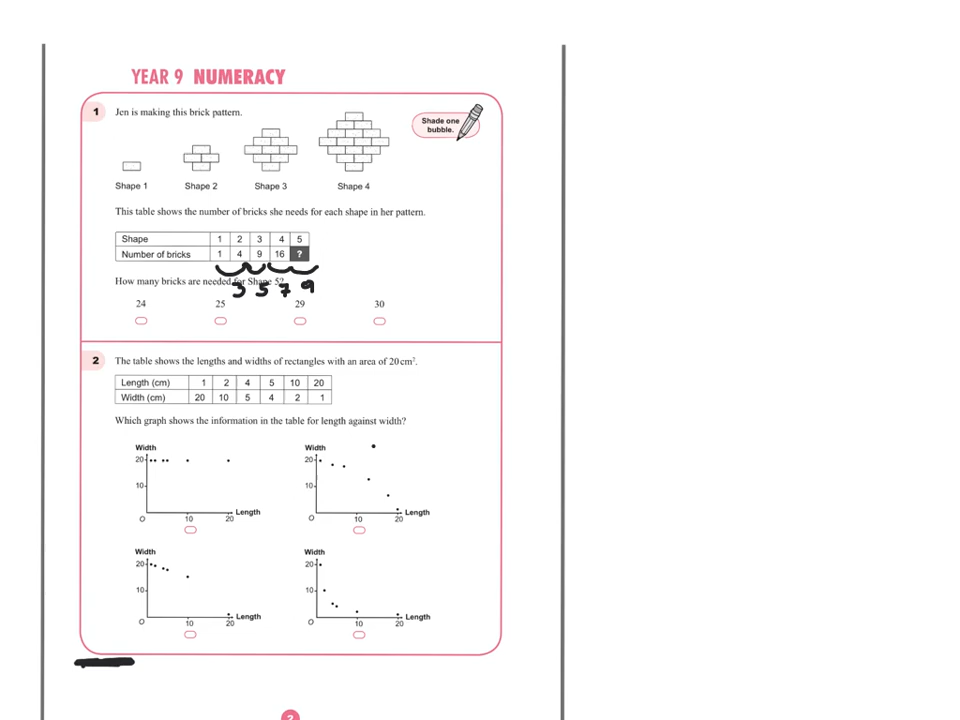 YEAR 9 NUMERACY
1 Jen is making this brick pattern.
Shade one
bubble.
Shape 1 Shape 2 Shape 3 Shape 4
This table shows the number of bricks she needs for each shape in her pattern.
Shape 1 2 3 4 5
Number of bricks 1 4 9 16 ?
How many bricks are needed for Shape 5?
3 5 7 9
24 25 29 30
2 The table shows the lengths and widths of rectangles with an area of 20 cm².
Length (cm) 1 2 4 5 10 20
Width (cm) 20 10 5 4 2 1
Which graph shows the information in the table for length against width?
Width Width
20 20
10 10
Length Length
O 10 20 O 10 20
Width Width
20 20
10 10
Length Length
O 10 20 O 10 20